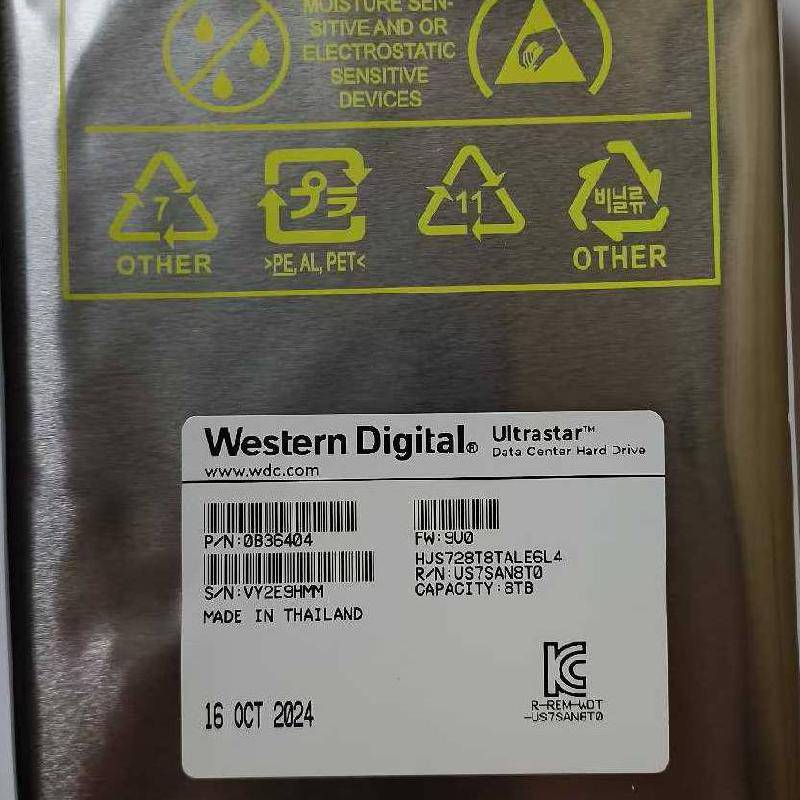 MOISTURE SEN-
SITIVE AND OR
ELECTROSTATIC
SENSITIVE
DEVICES
7
プラ
11
비닐류
OTHER
>PE, AL, PET<
OTHER
Western Digital® Ultrastar™
Data Center Hard Drive
www.wdc.com
P/N:0B36404
FW:9U0
HJS728T8TALE6L4
R/N:US7SAN8T0
S/N:VY2E9HMM
CAPACITY:8TB
MADE IN THAILAND
16 OCT 2024
R-REM-WDT
-US7SAN8T0